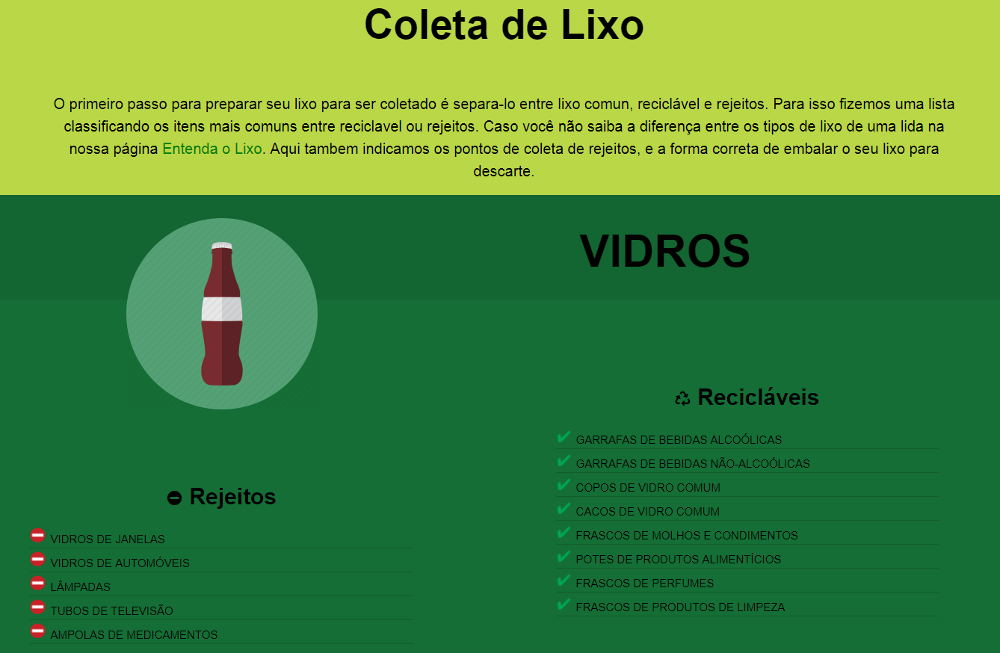 Coleta de Lixo
O primeiro passo para preparar seu lixo para ser coletado é separa-lo entre lixo comun, reciclável e rejeitos. Para isso fizemos uma lista
classificando os itens mais comuns entre reciclavel ou rejeitos. Caso você não saiba a diferença entre os tipos de lixo de uma lida na
nossa página Entenda o Lixo. Aqui tambem indicamos os pontos de coleta de rejeitos, e a forma correta de embalar o seu lixo para
descarte.
VIDROS
Rejeitos
VIDROS DE JANELAS
VIDROS DE AUTOMÓVEIS
LÂMPADAS
TUBOS DE TELEVISÃO
AMPOLAS DE MEDICAMENTOS
Recicláveis
GARRAFAS DE BEBIDAS ALCOÓLICAS
GARRAFAS DE BEBIDAS NÃO-ALCOÓLICAS
COPOS DE VIDRO COMUM
CACOS DE VIDRO COMUM
FRASCOS DE MOLHOS E CONDIMENTOS
POTES DE PRODUTOS ALIMENTÍCIOS
FRASCOS DE PERFUMES
FRASCOS DE PRODUTOS DE LIMPEZA